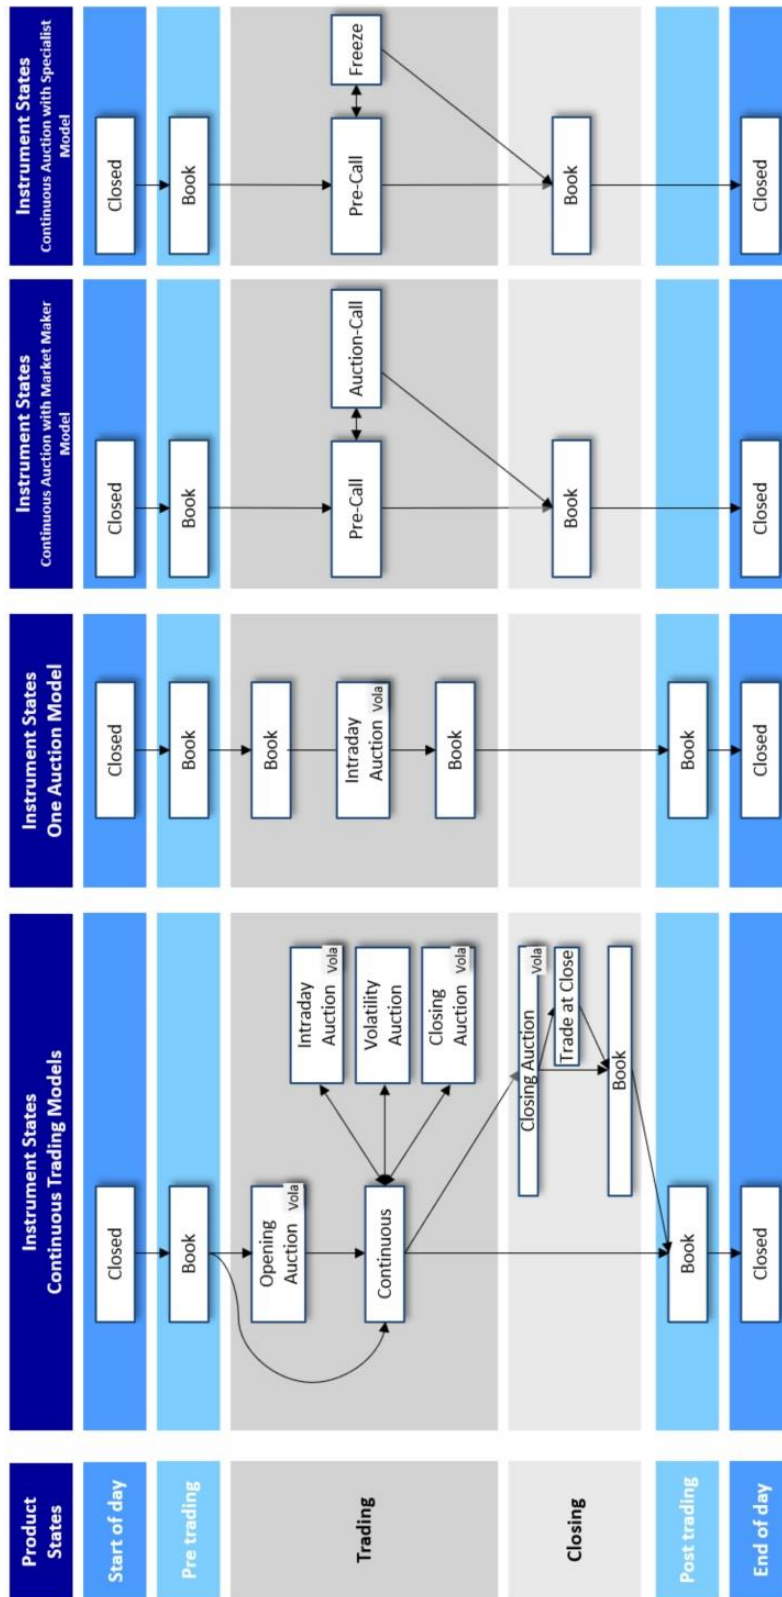 Product
States
Instrument States
Continuous Trading Models
Instrument States
One Auction Model
Instrument States
Continuous Auction with Market Maker
Model
Instrument States
Continuous Auction with Specialist
Model
Start of day
Closed
Closed
Closed
Closed
Pre trading
Book
Book
Book
Book
Trading
Opening
Auction
Vola
Continuous
Intraday
Auction
Vola
Volatility
Auction
Closing
Auction
Vola
Book
Intraday
Auction
Vola
Book
Pre-Call
Auction-Call
Pre-Call
Freeze
Closing
Closing Auction
Vola
Trade at Close
Book
Book
Book
Post trading
Book
Book
End of day
Closed
Closed
Closed
Closed